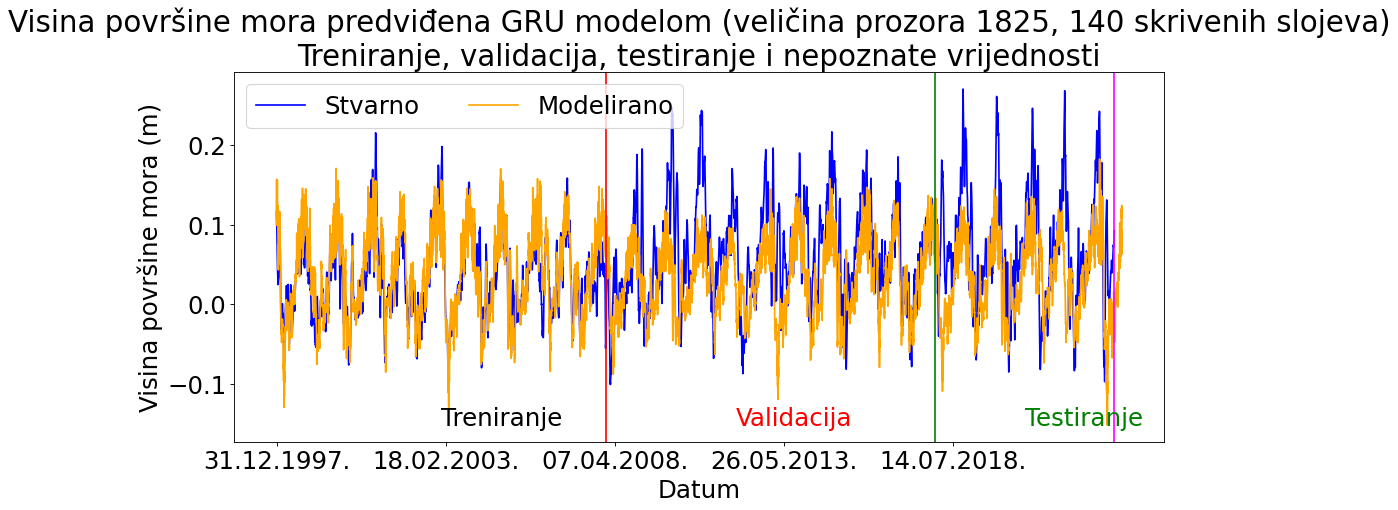 Visina površine mora predviđena GRU modelom (veličina prozora 1825, 140 skrivenih slojeva)
Treniranje, validacija, testiranje i nepoznate vrijednosti
Stvarno Modelirano
Visina površine mora (m)
0.2
0.1
0.0
−0.1
Treniranje Validacija Testiranje
31.12.1997. 18.02.2003. 07.04.2008. 26.05.2013. 14.07.2018.
Datum